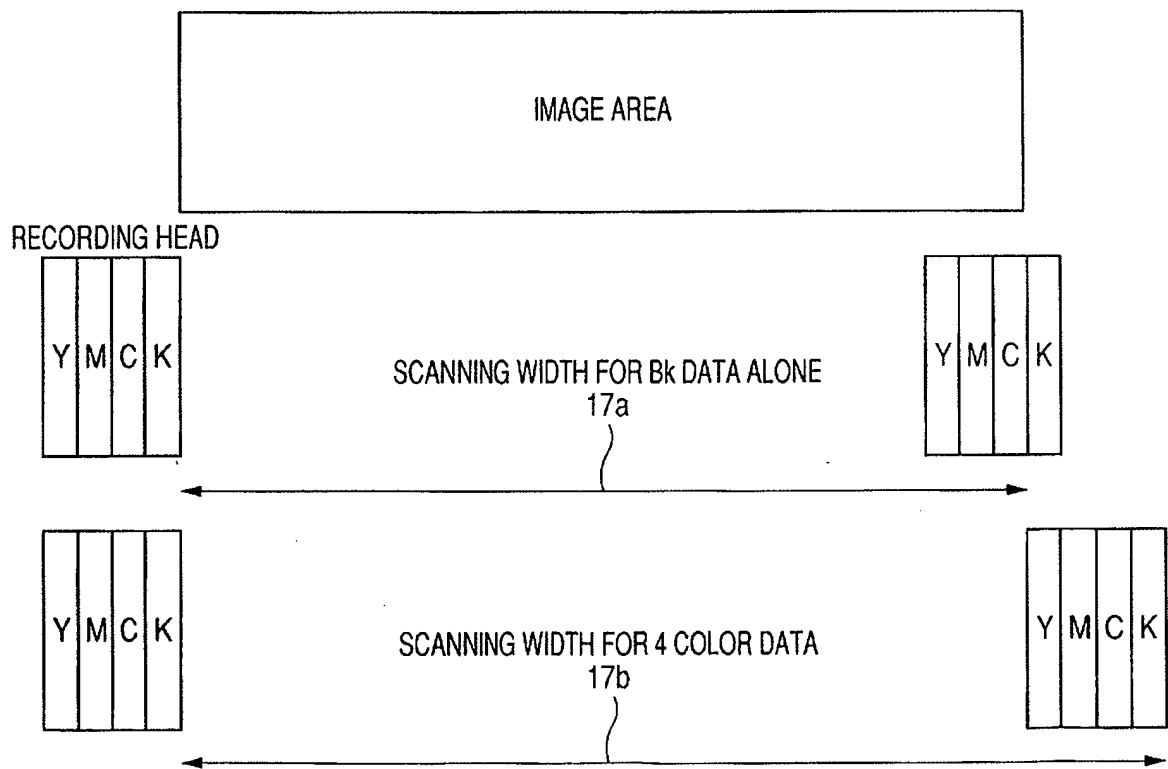 IMAGE AREA
RECORDING HEAD
Y M C K
Y M C K
SCANNING WIDTH FOR Bk DATA ALONE
17a
Y M C K
Y M C K
SCANNING WIDTH FOR 4 COLOR DATA
17b